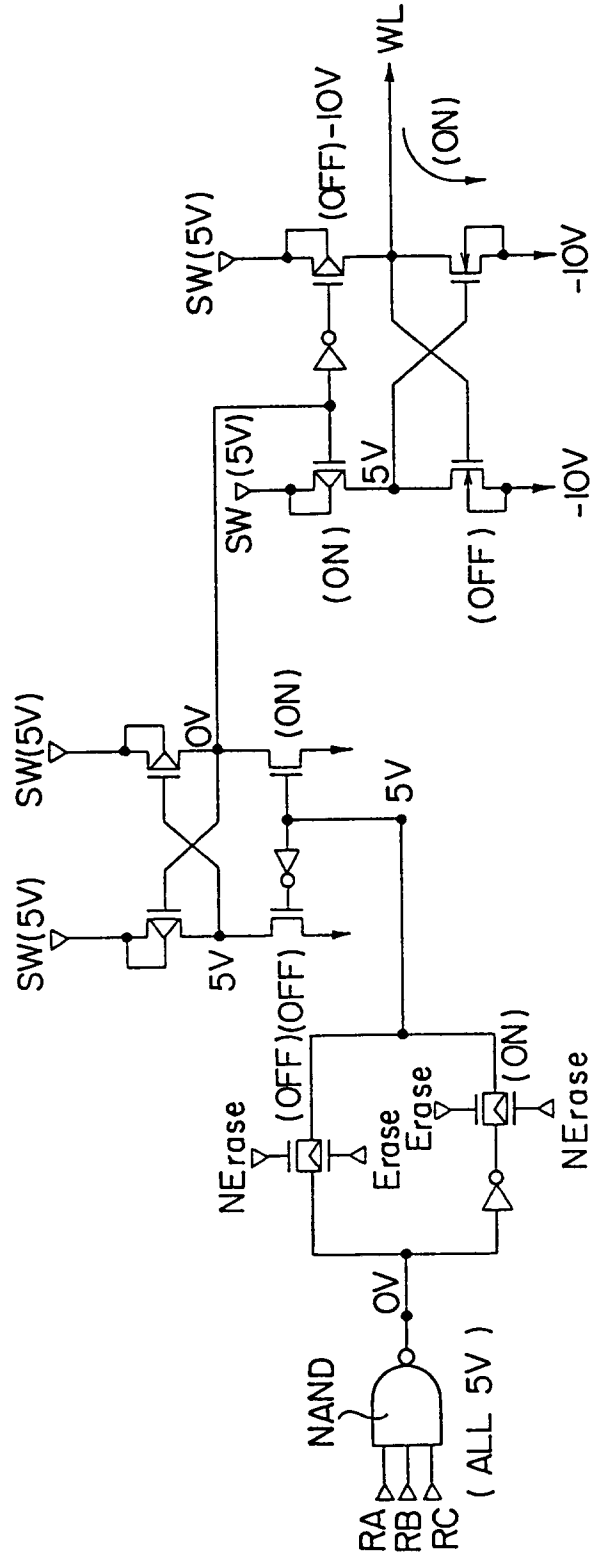 RA
RB
RC
NAND
(ALL 5V)
0V
NErase
(OFF)
Erase
Erase
(ON)
NErase
5V
SW(5V)
SW(5V)
5V
0V
(OFF)
(ON)
SW(5V)
SW(5V)
(ON)
5V
(OFF)
(OFF)-10V
WL
(ON)
-10V
-10V